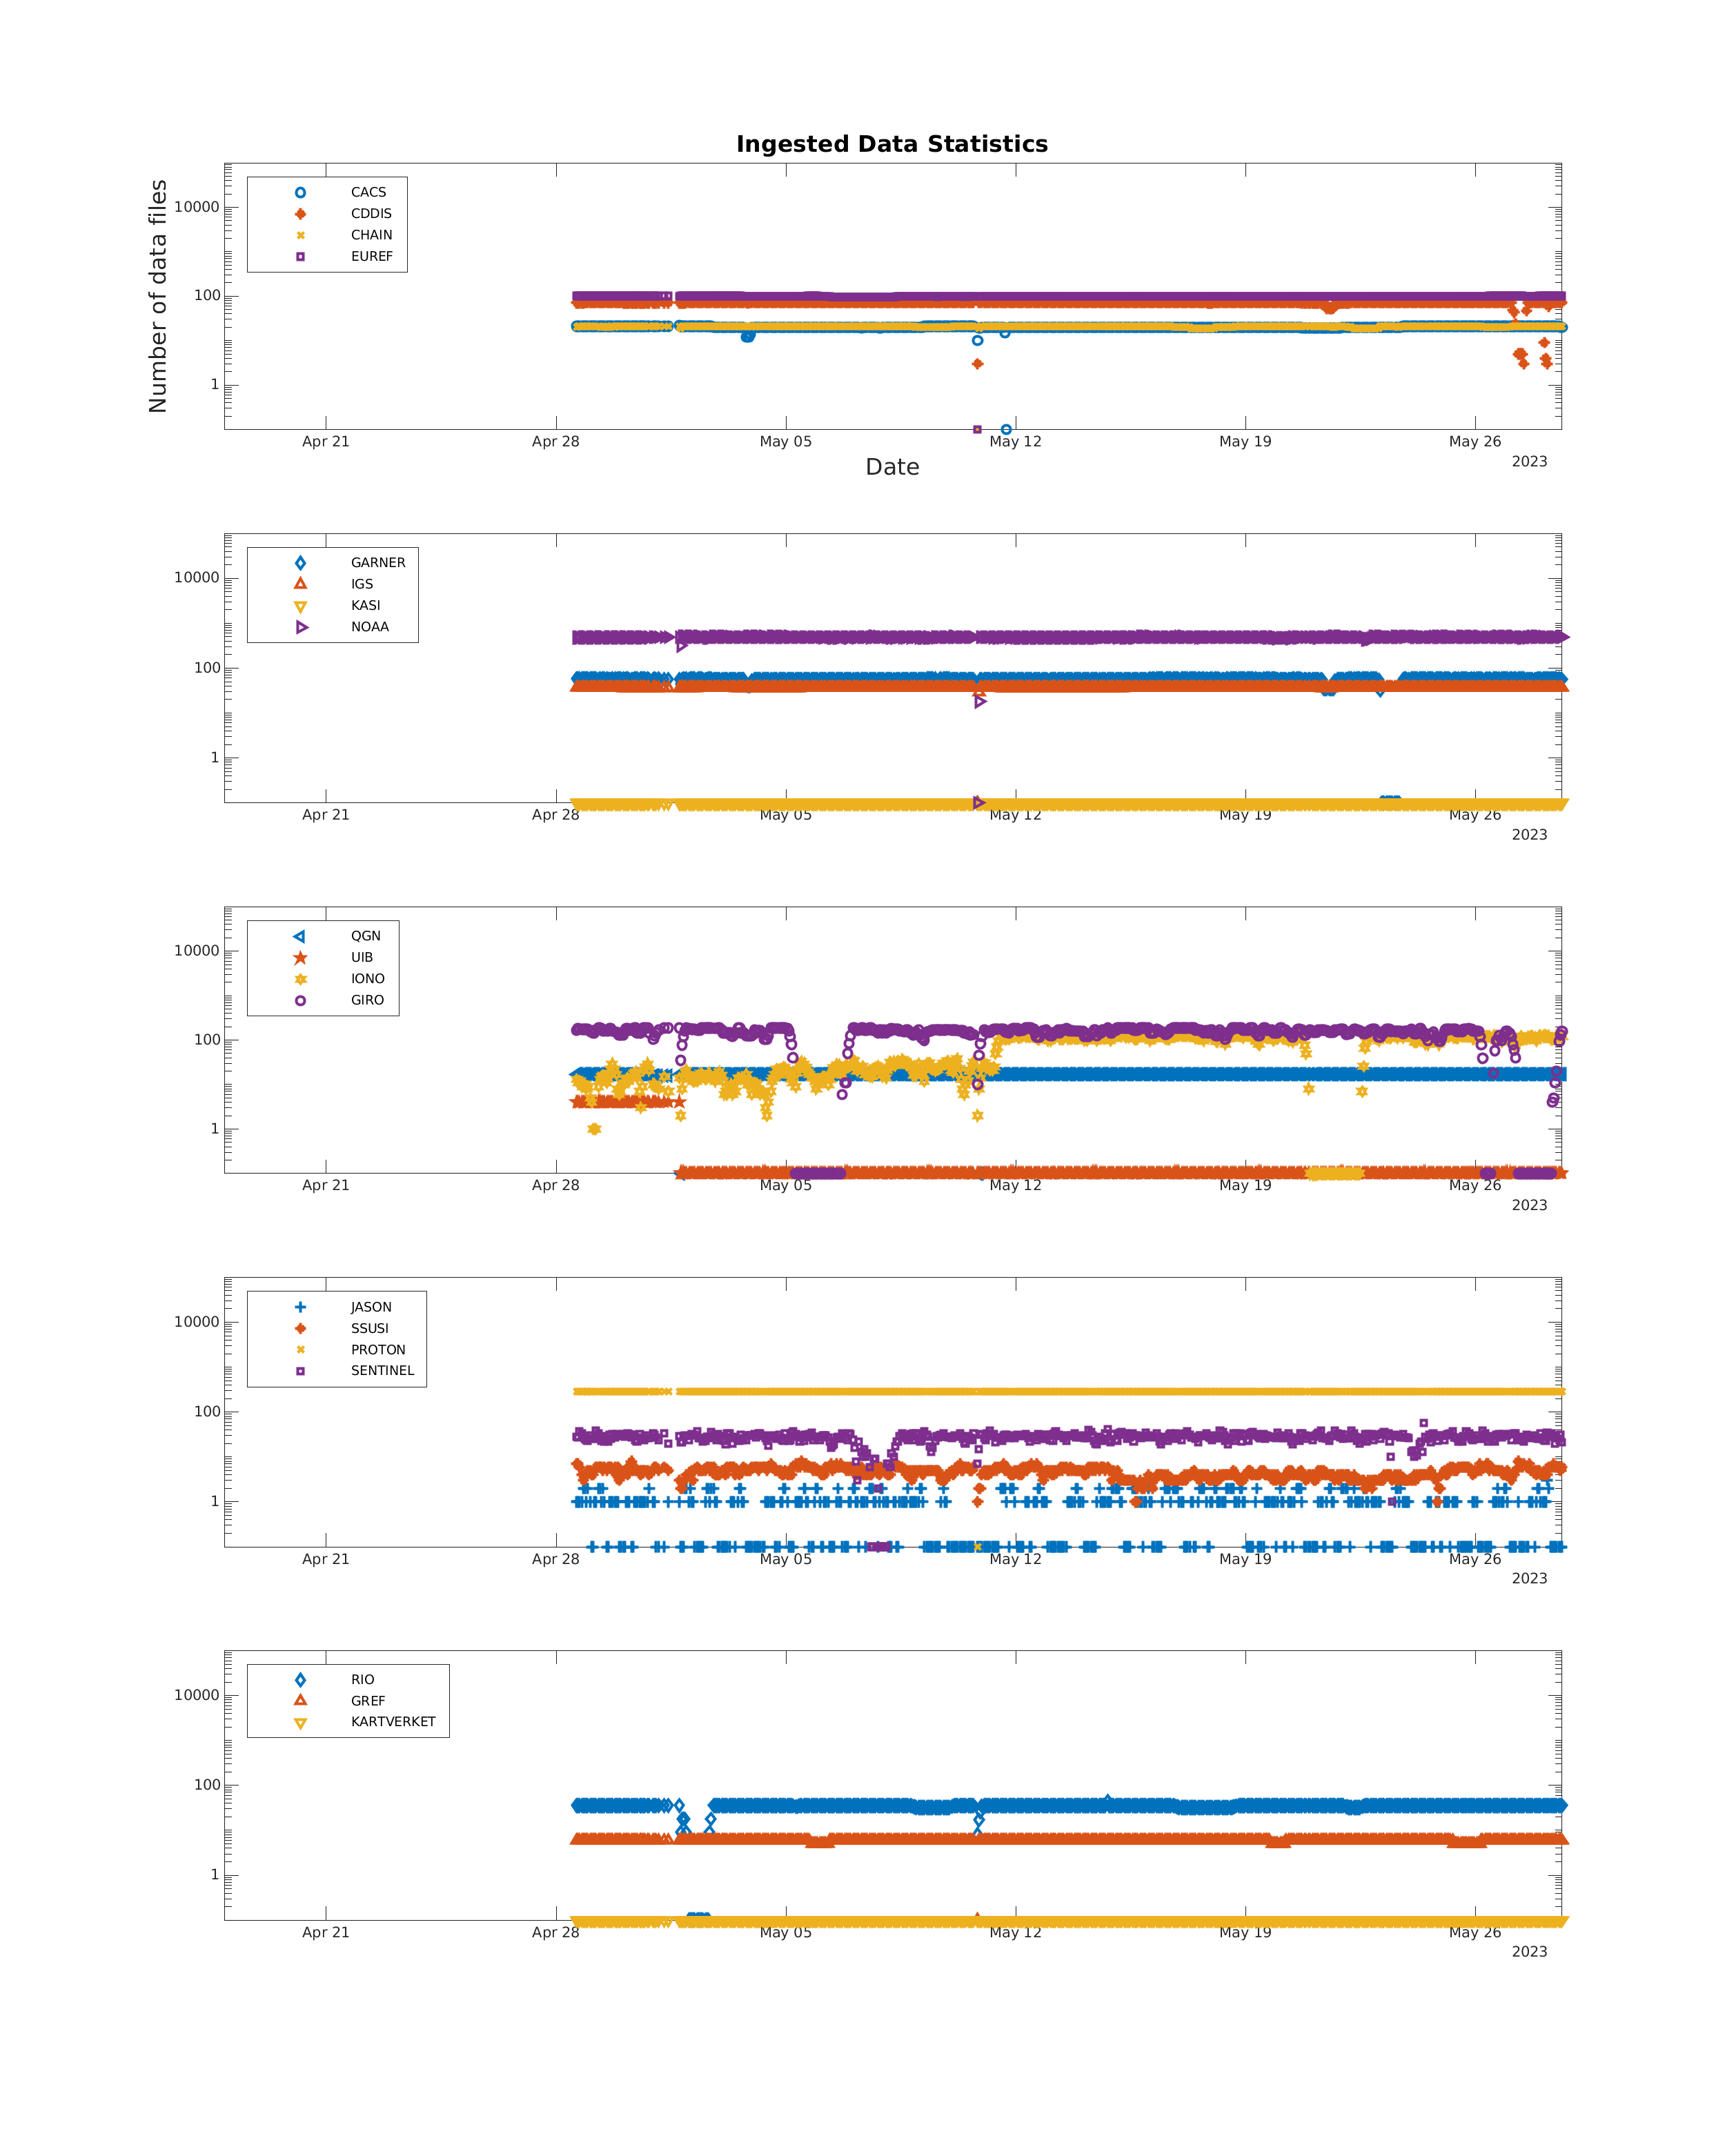 Ingested Data Statistics
Number of data files
10000
100
1
CACS
CDDIS
CHAIN
EUREF
Apr 21 Apr 28 May 05 May 12 May 19 May 26
2023
Date
10000
100
1
GARNER
IGS
KASI
NOAA
Apr 21 Apr 28 May 05 May 12 May 19 May 26
2023
10000
100
1
QGN
UIB
IONO
GIRO
Apr 21 Apr 28 May 05 May 12 May 19 May 26
2023
10000
100
1
JASON
SSUSI
PROTON
SENTINEL
Apr 21 Apr 28 May 05 May 12 May 19 May 26
2023
10000
100
1
RIO
GREF
KARTVERKET
Apr 21 Apr 28 May 05 May 12 May 19 May 26
2023